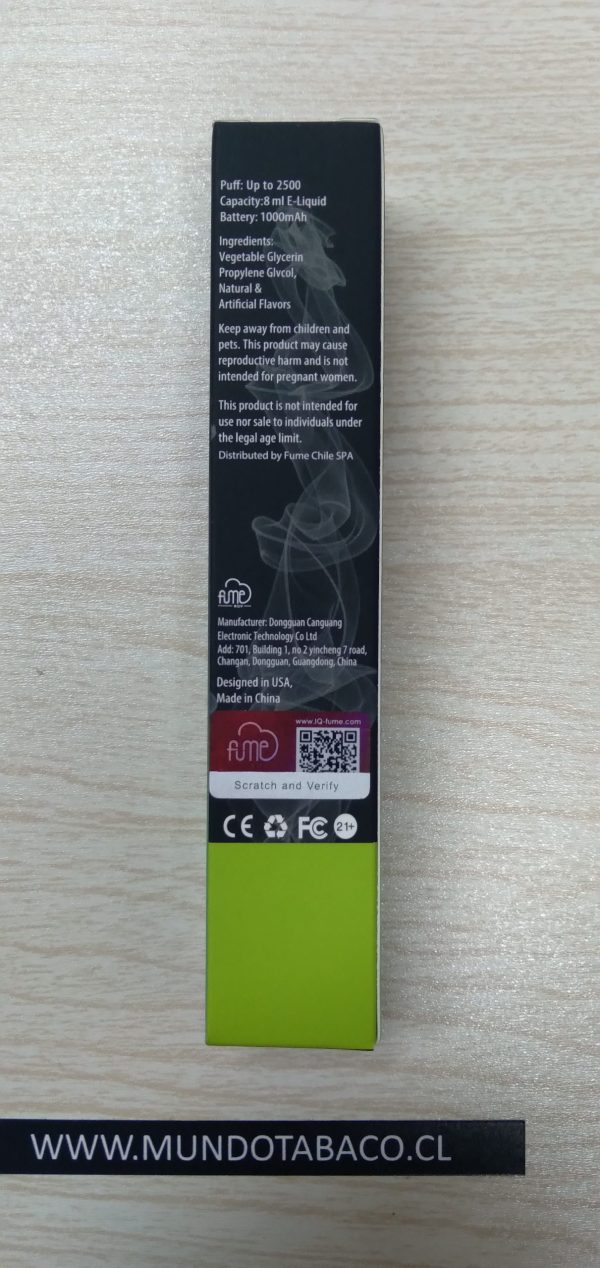 Puff: Up to 2500
Capacity:8 ml E-Liquid
Battery: 1000mAh
Ingredients:
Vegetable Glycerin
Propylene Glvcol,
Natural &
Artificial Flavors
Keep away from children and
pets. This product may cause
reproductive harm and is not
intended for pregnant women.
This product is not intended for
use nor sale to individuals under
the legal age limit.
Distributed by Fume Chile SPA
fume
Manufacturer: Dongguan Canguang
Electronic Technology Co Ltd
Add: 701, Building 1, no 2 yincheng 7 road,
Changan, Dongguan, Guangdong, China
Designed in USA,
Made in China
www.IQ-fume.com
fume
Scratch and Verify
CE FC 21+
WWW.MUNDOTABACO.CL